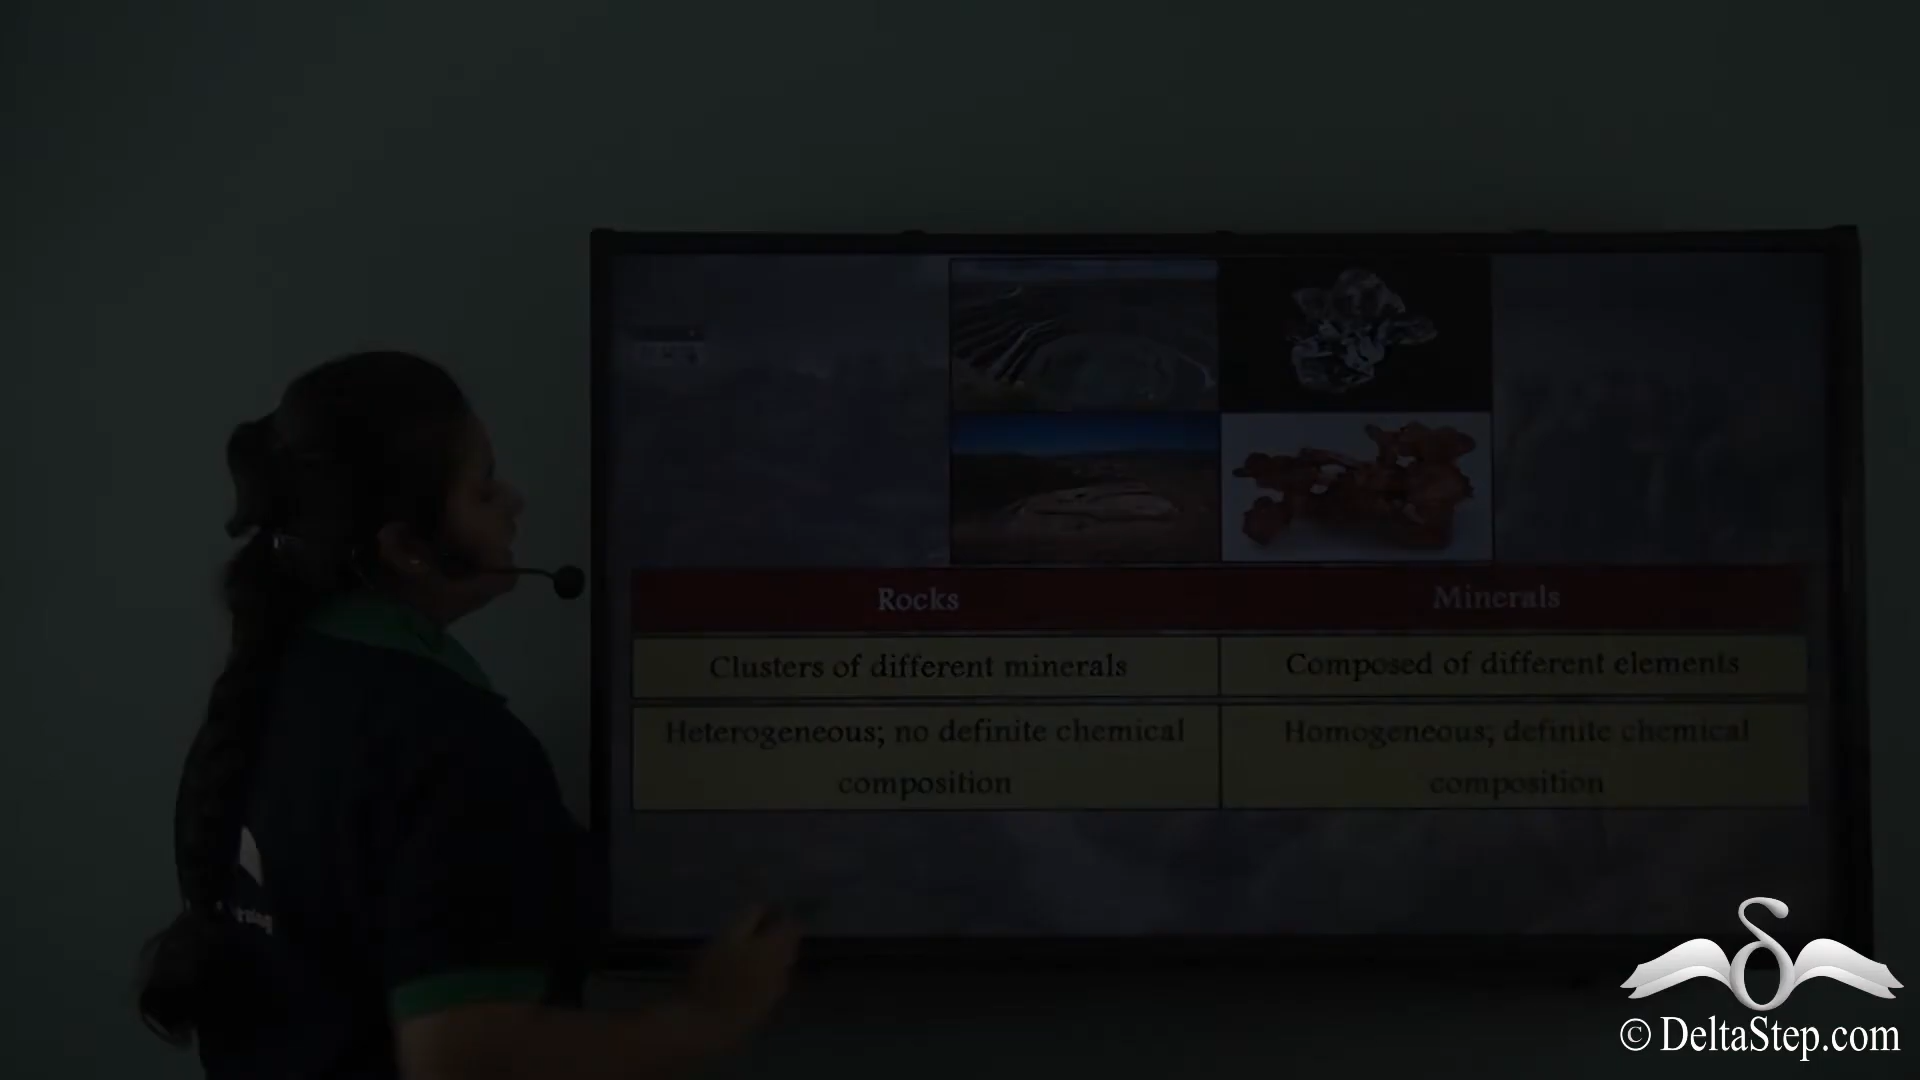 Rocks
Minerals
Clusters of different minerals
Composed of different elements
Heterogeneous; no definite chemical
composition
Homogeneous; definite chemical
composition
© DeltaStep.com